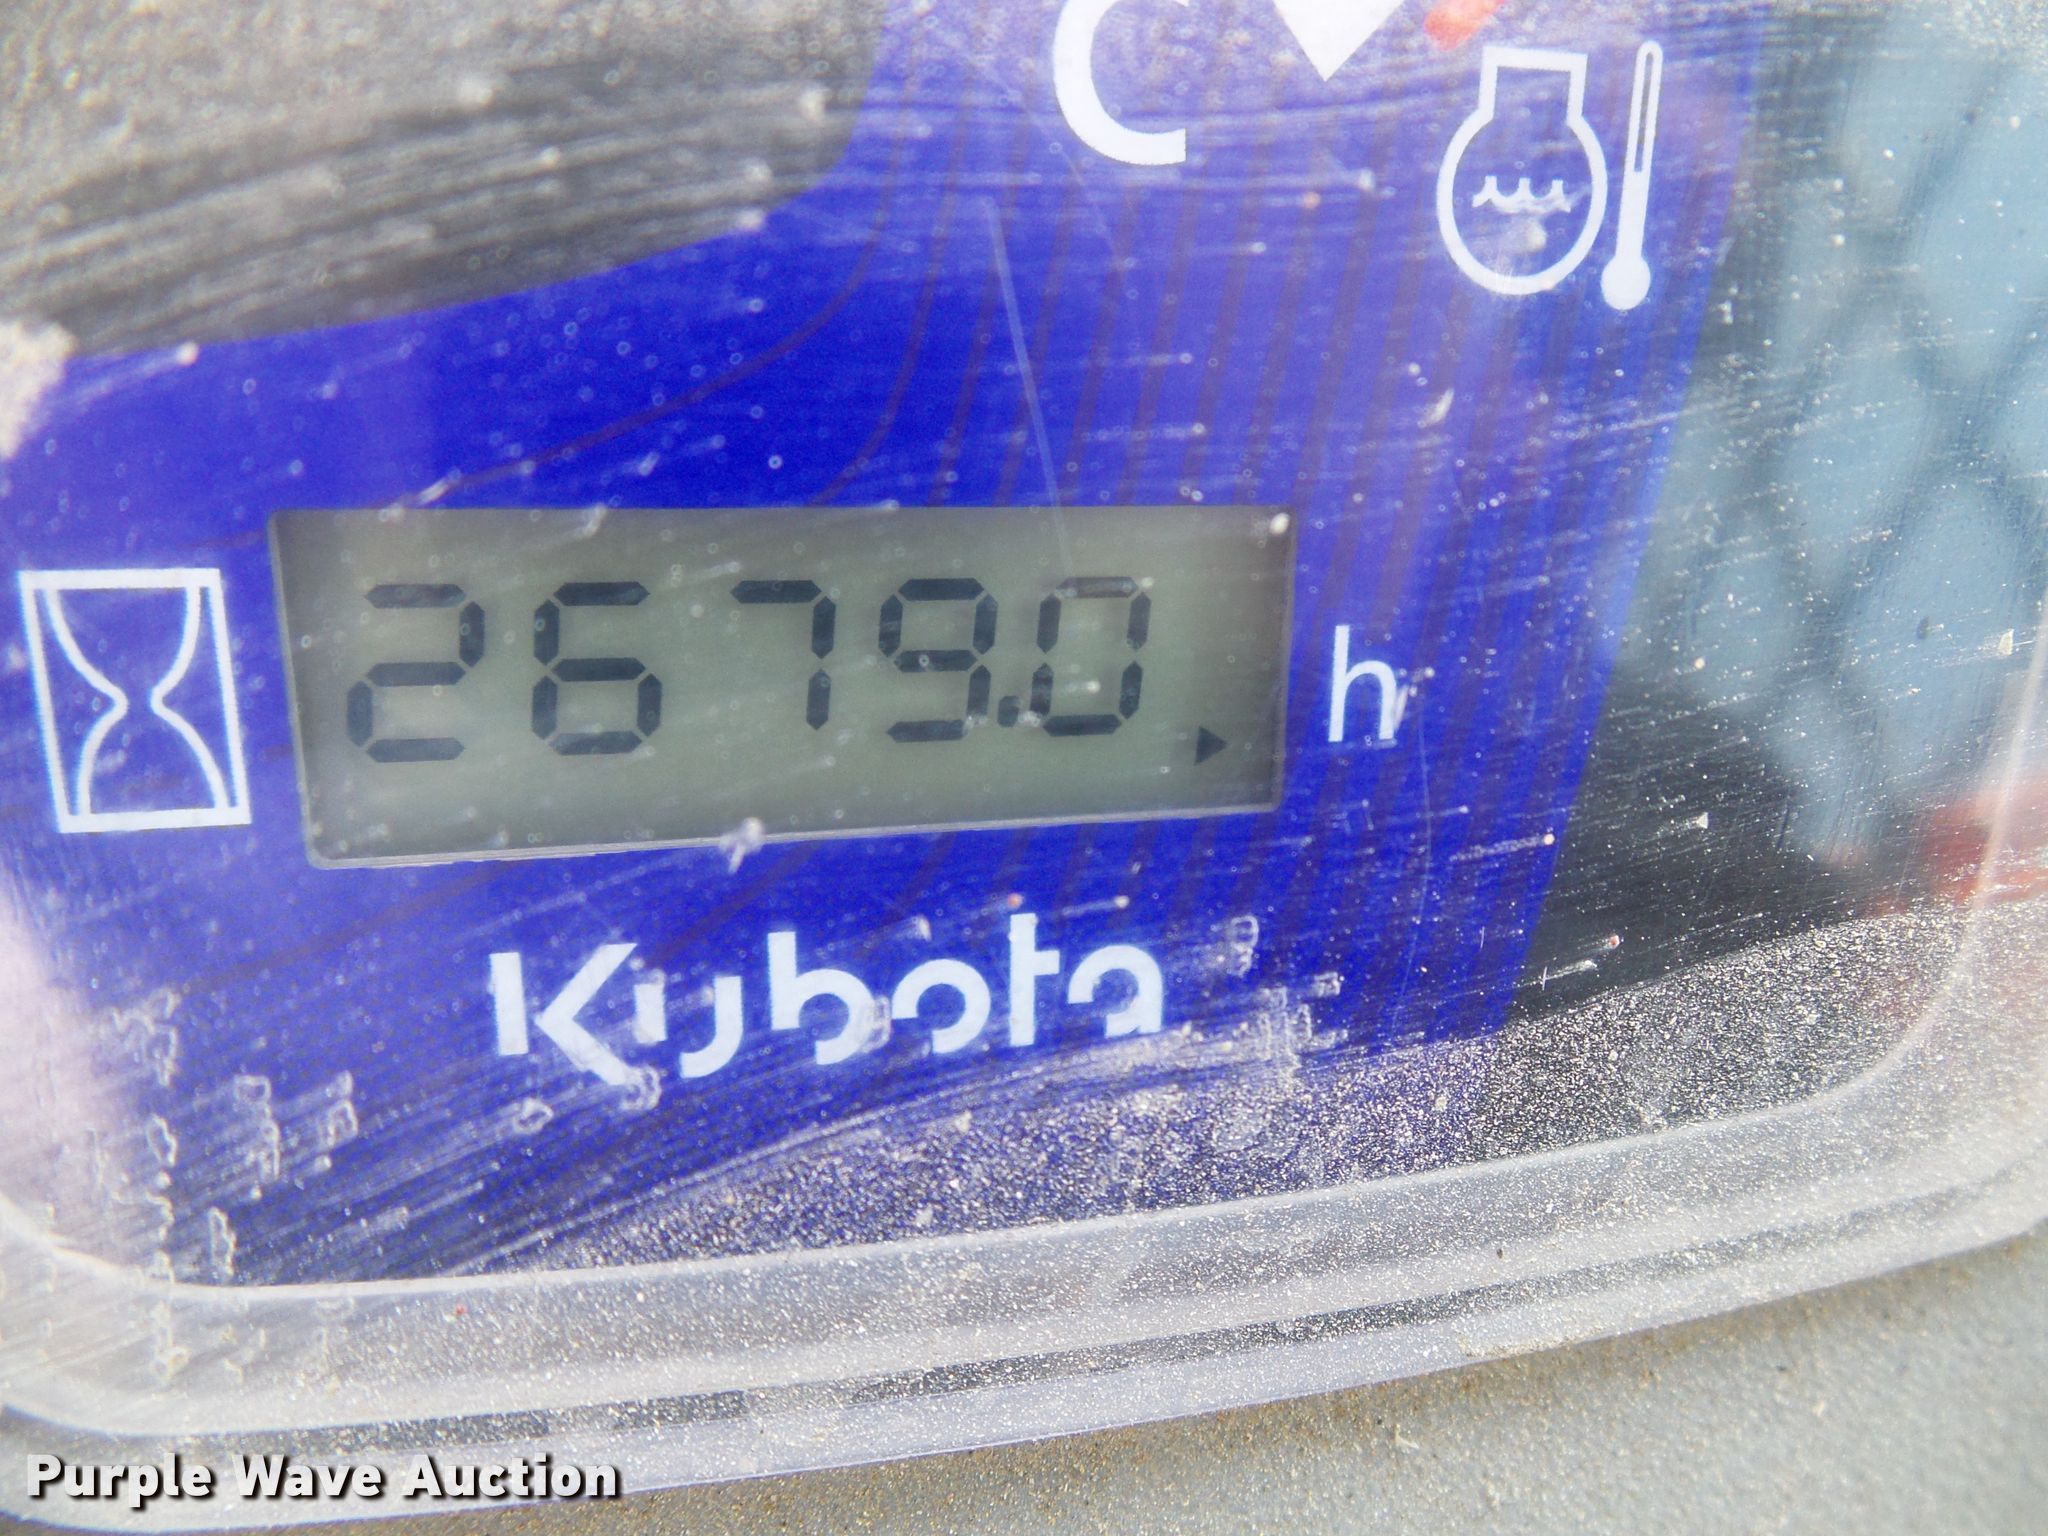 C
2679.0 h
Kubota
Purple Wave Auction